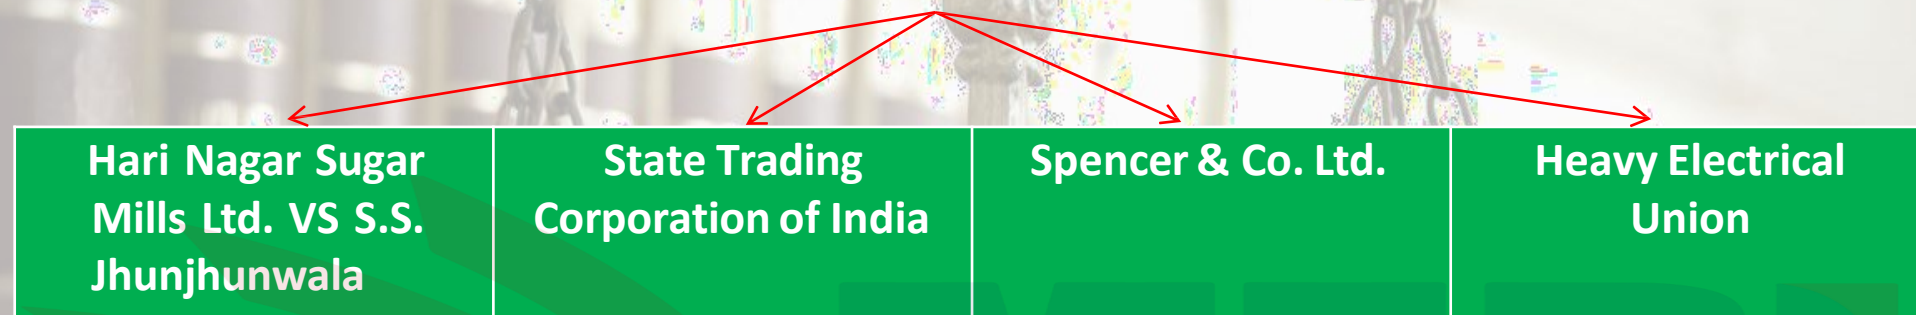 Hari Nagar Sugar
Mills Ltd. VS S.S.
Jhunjhunwala
State Trading
Corporation of India
Spencer & Co. Ltd.
Heavy Electrical
Union